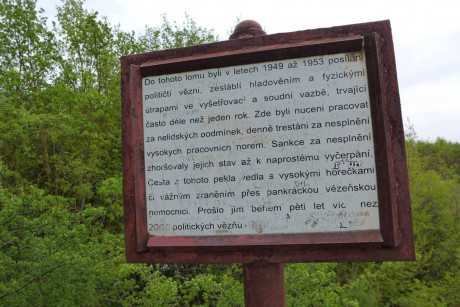 Do tohoto lomu byli v letech 1949 až 1953 posíláni
političtí vězni, zesláblí hladověním a fyzickými
útrapami ve vyšetřovací a soudní vazbě, trvající
často déle než jeden rok. Zde byli nuceni pracovat
za nelidských podmínek, denně trestáni za nesplnění
vysokých pracovních norem. Sankce za nesplnění
zhoršovaly jejich stav až k naprostému vyčerpání.
Cesta z tohoto pekla vedla s vysokými horečkami
či vážným zraněním přes pankráckou vězeňskou
nemocnici. Prošlo jím během pěti let víc než
politických vězňů